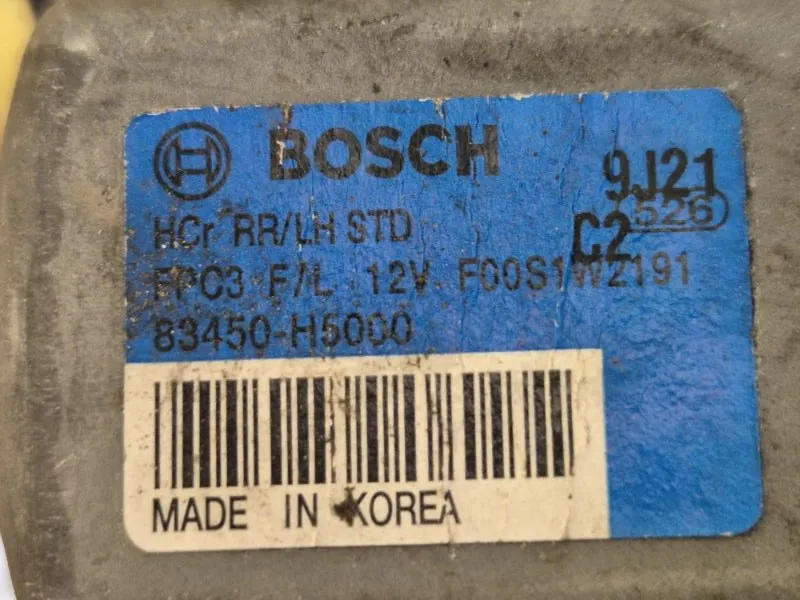 BOSCH
9J21
HCr RR/LH STD
C2 526
FPC3 F/L 12V F00S1W2191
83450-H5000
MADE IN KOREA